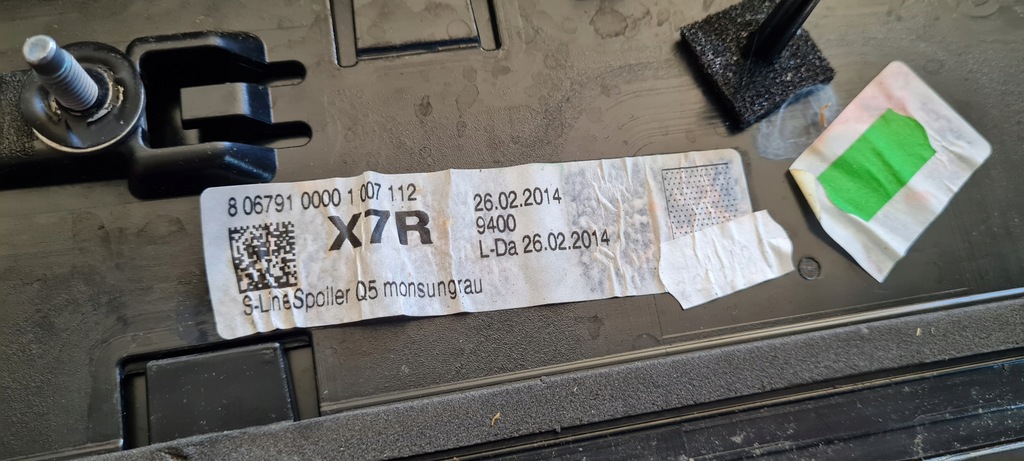 8 06791 0000 1 007 112
X7R
S-LineSpoiler Q5 monsungrau
26.02.2014
9400
L-Da 26.02.2014